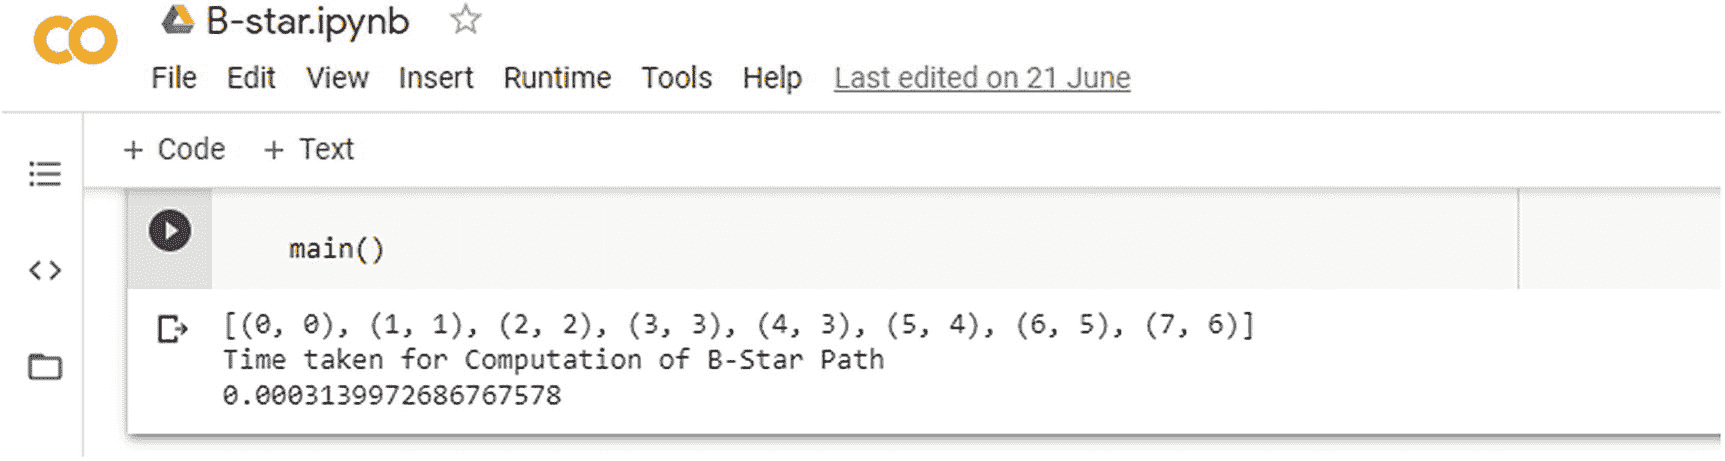 CO
B-star.ipynb
File Edit View Insert Runtime Tools Help Last edited on 21 June
+ Code + Text
main()
[(0, 0), (1, 1), (2, 2), (3, 3), (4, 3), (5, 4), (6, 5), (7, 6)]
Time taken for Computation of B-Star Path
0.0003139972686767578